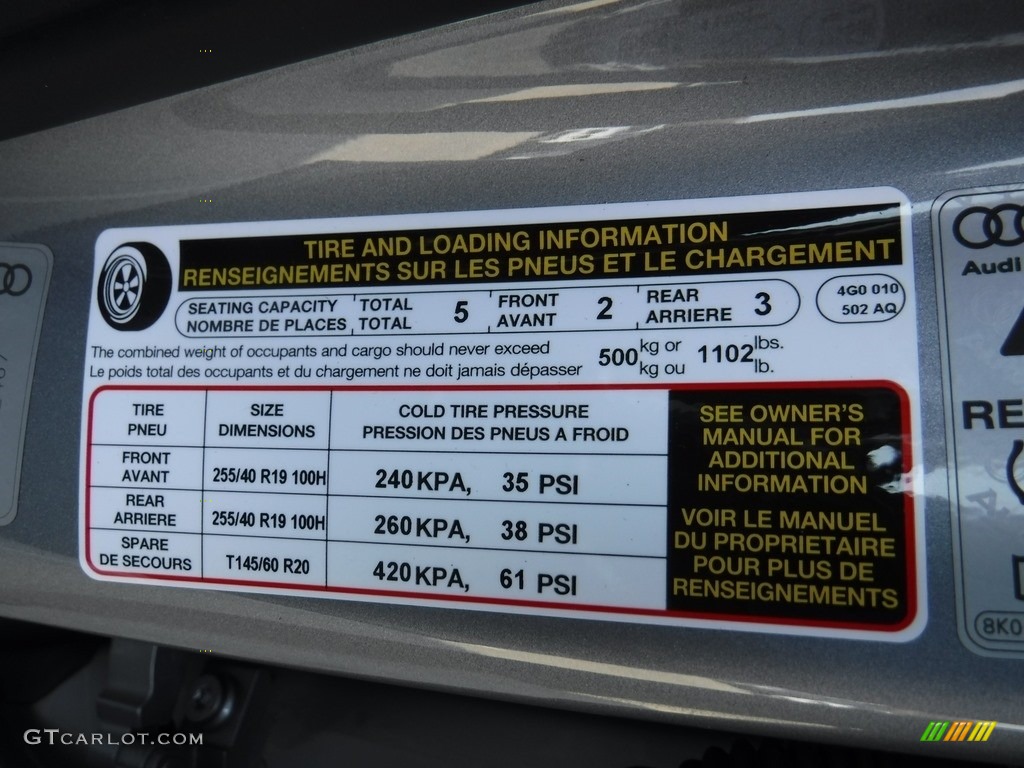 TIRE AND LOADING INFORMATION
RENSEIGNEMENTS SUR LES PNEUS ET LE CHARGEMENT
SEATING CAPACITY TOTAL 5 FRONT 2 REAR 3
NOMBRE DE PLACES TOTAL AVANT ARRIERE
4G0 010
502 AQ
The combined weight of occupants and cargo should never exceed 500 kg or 1102 lbs.
Le poids total des occupants et du chargement ne doit jamais dépasser kg ou lb.
TIRE SIZE COLD TIRE PRESSURE
PNEU DIMENSIONS PRESSION DES PNEUS A FROID
FRONT
AVANT 255/40 R19 100H 240 KPA, 35 PSI
REAR
ARRIERE 255/40 R19 100H 260 KPA, 38 PSI
SPARE
DE SECOURS T145/60 R20 420 KPA, 61 PSI
SEE OWNER'S
MANUAL FOR
ADDITIONAL
INFORMATION
VOIR LE MANUEL
DU PROPRIETAIRE
POUR PLUS DE
RENSEIGNEMENTS
Audi
RE
8K0
GTCARLOT.COM